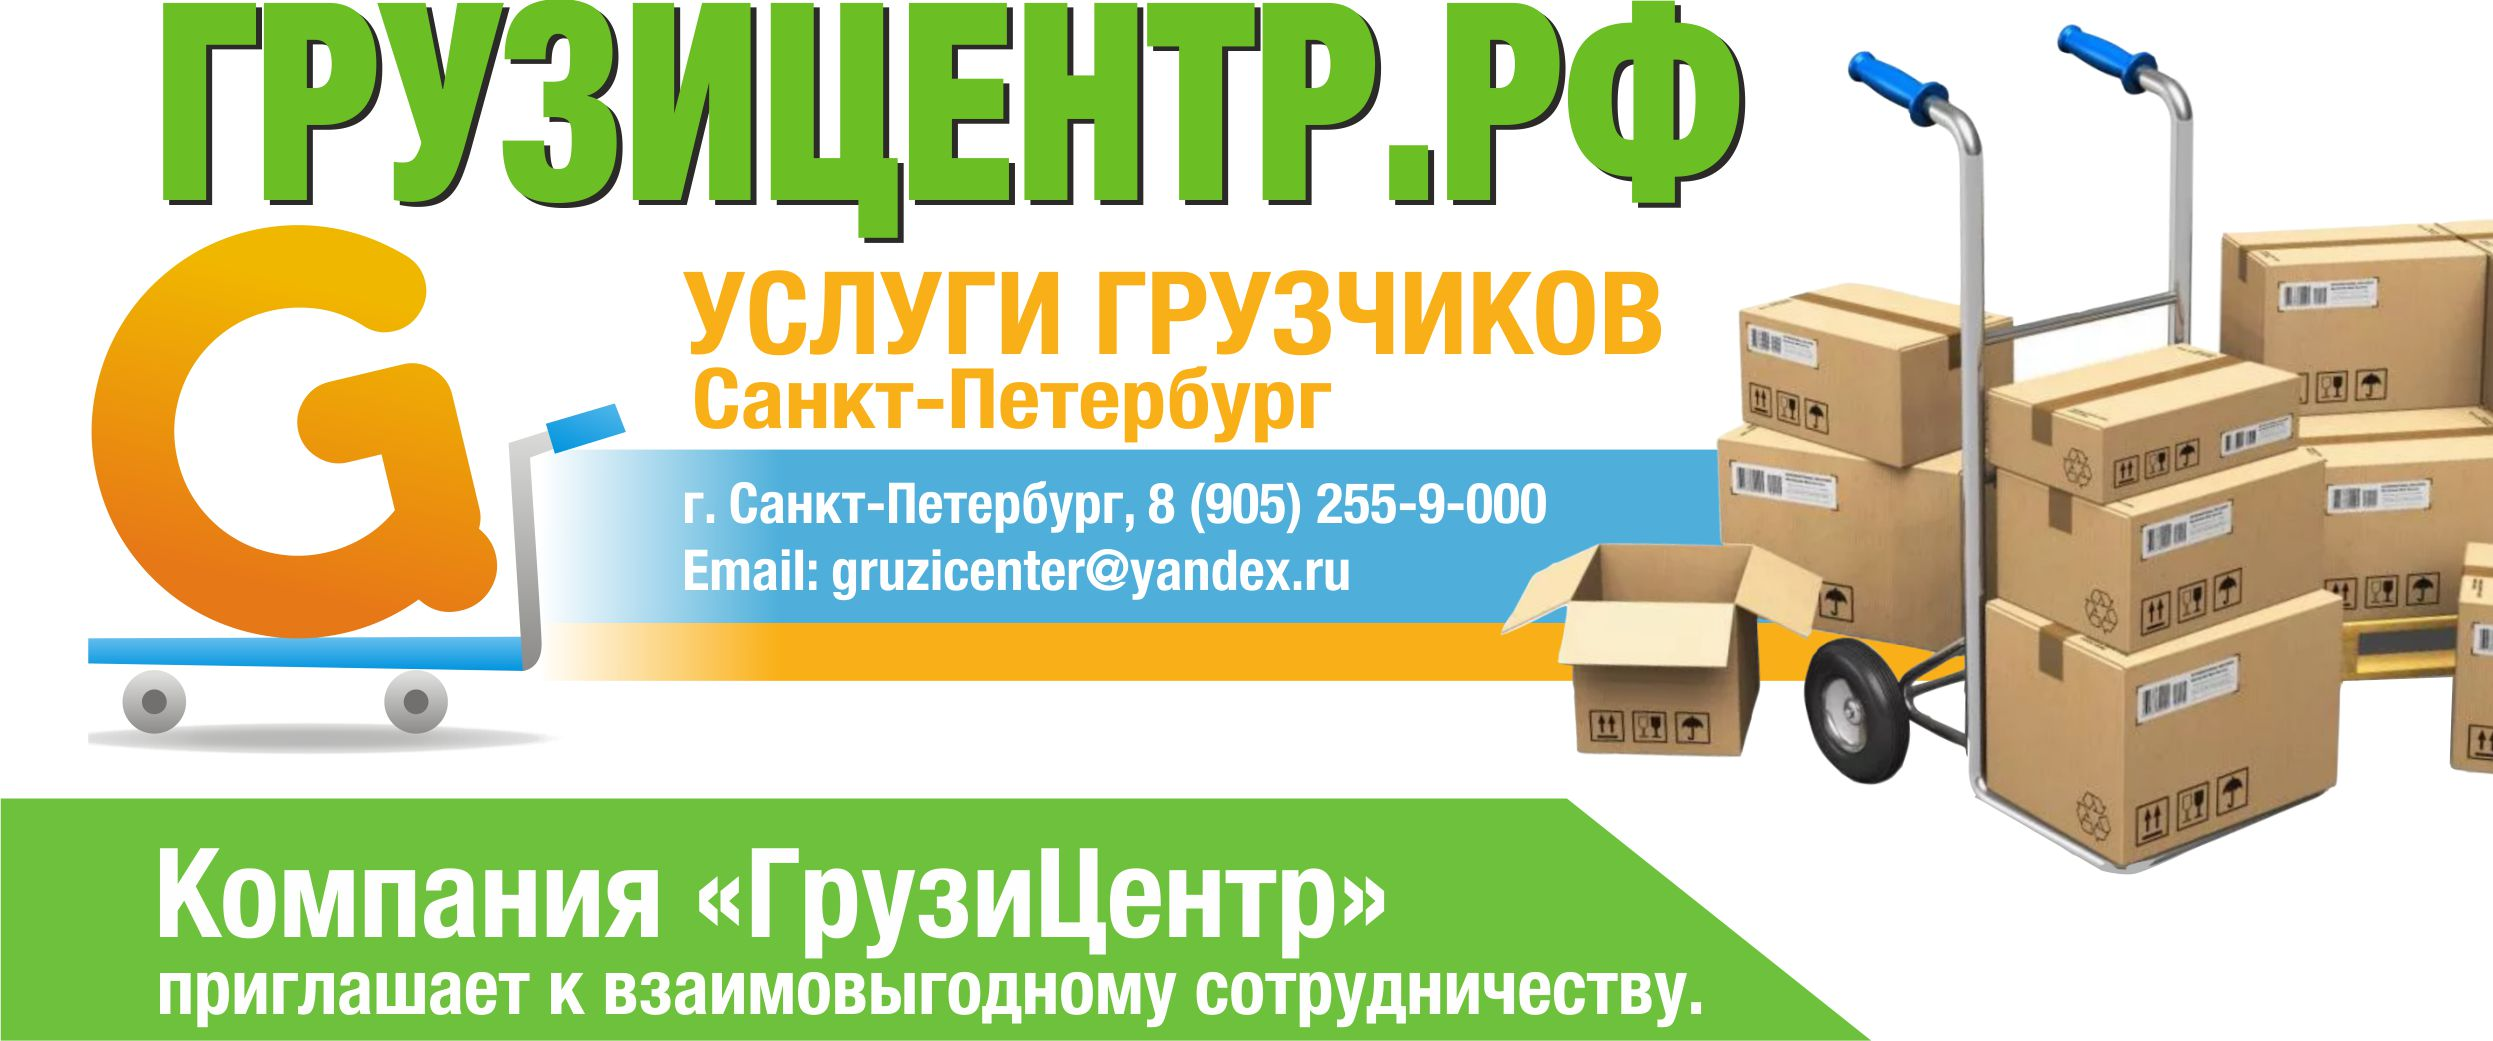 ГРУЗИЦЕНТР.РФ
УСЛУГИ ГРУЗЧИКОВ
Санкт-Петербург
г. Санкт-Петербург, 8 (905) 255-9-000
Email: gruzicenter@yandex.ru
Компания «ГрузиЦентр»
приглашает к взаимовыгодному сотрудничеству.